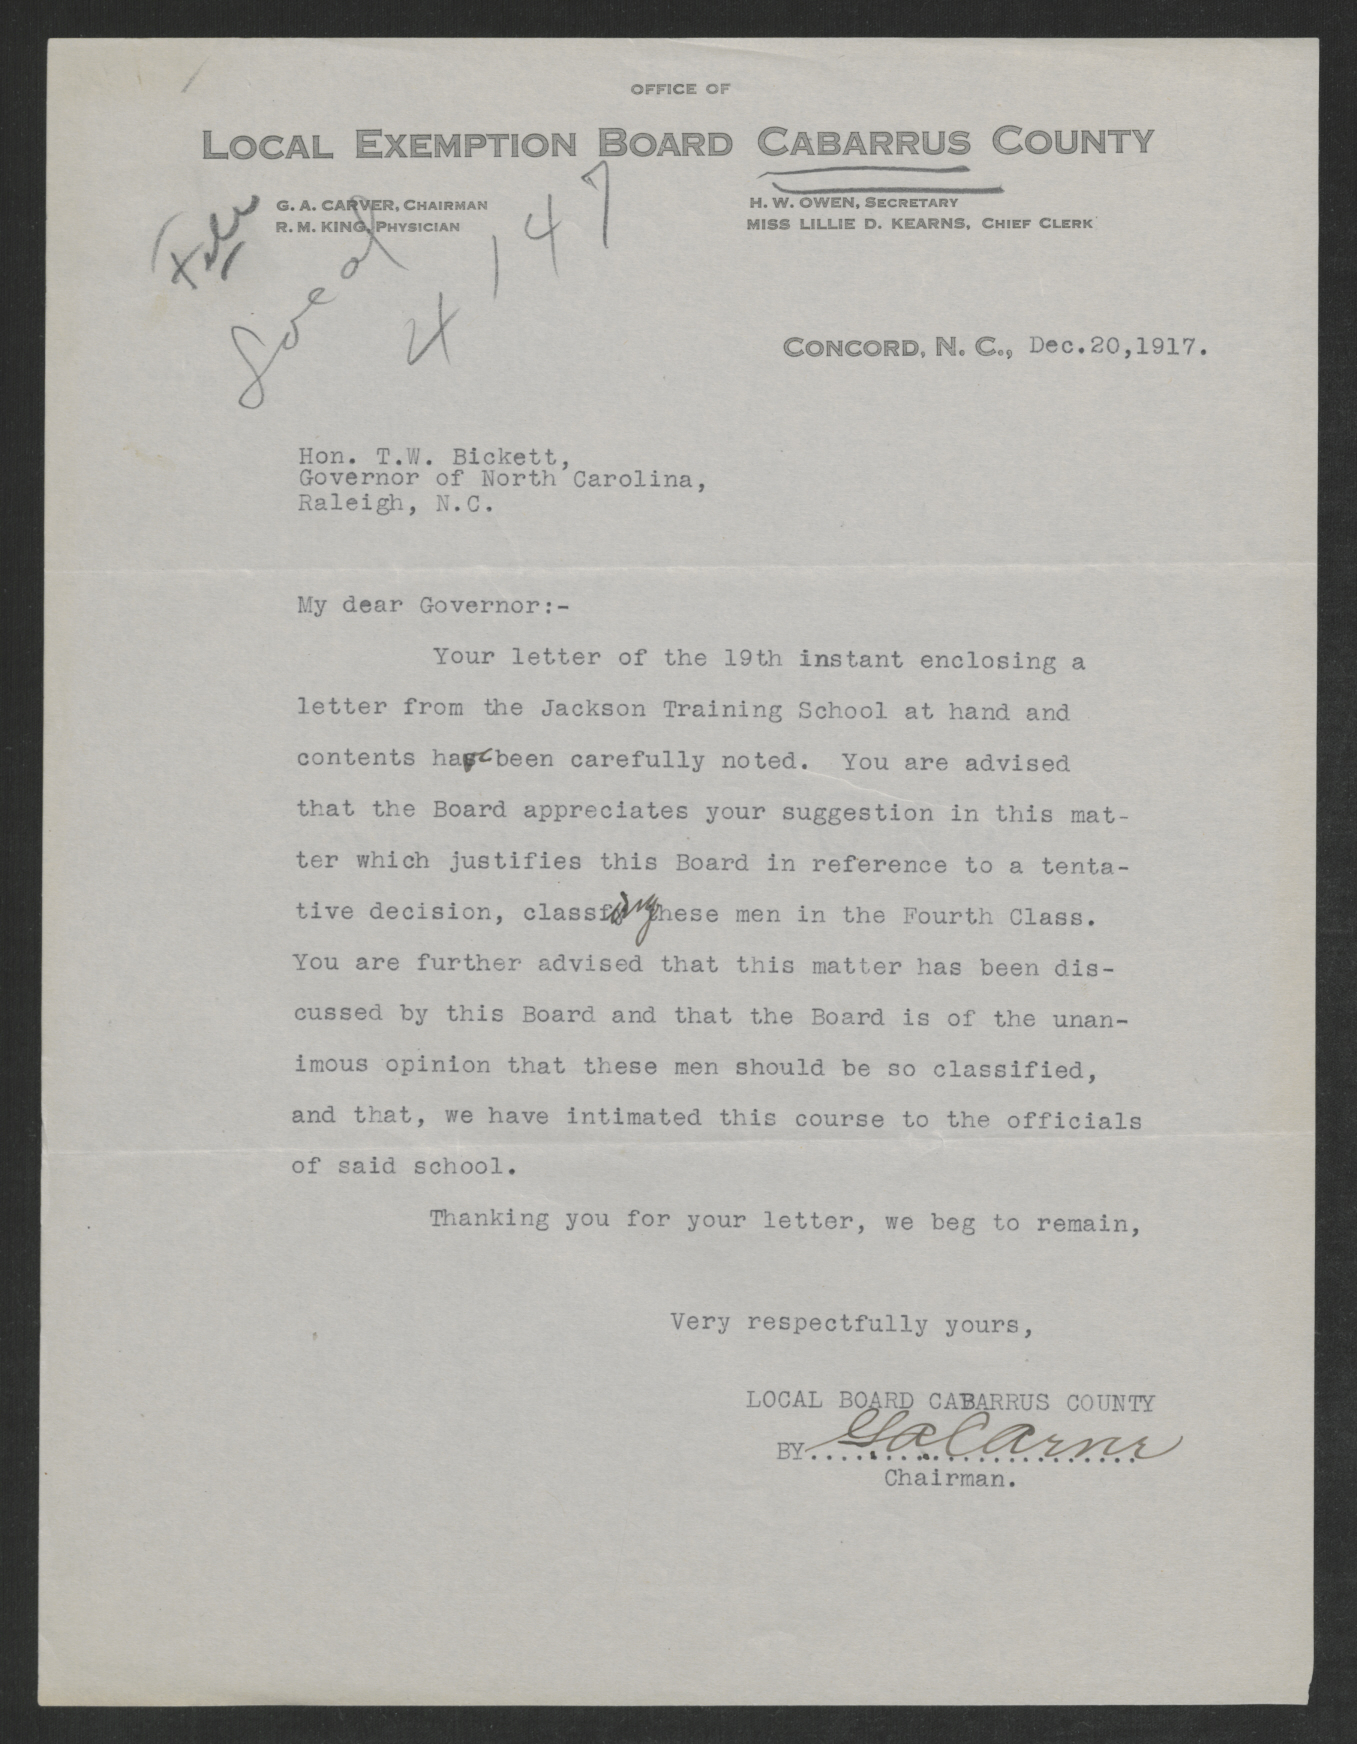 OFFICE OF
LOCAL EXEMPTION BOARD CABARRUS COUNTY
G. A. CARVER, CHAIRMAN
R. M. KING, PHYSICIAN
H. W. OWEN, SECRETARY
MISS LILLIE D. KEARNS, CHIEF CLERK
File
Local
4 147
CONCORD, N. C., Dec.20,1917.
Hon. T.W. Bickett,
Governor of North Carolina,
Raleigh, N.C.
My dear Governor:-
Your letter of the 19th instant enclosing a
letter from the Jackson Training School at hand and
contents has been carefully noted. You are advised
that the Board appreciates your suggestion in this mat-
ter which justifies this Board in reference to a tenta-
tive decision, classfying these men in the Fourth Class.
You are further advised that this matter has been dis-
cussed by this Board and that the Board is of the unan-
imous opinion that these men should be so classified,
and that, we have intimated this course to the officials
of said school.
Thanking you for your letter, we beg to remain,
Very respectfully yours,
LOCAL BOARD CABARRUS COUNTY
BY G A Carver
Chairman.